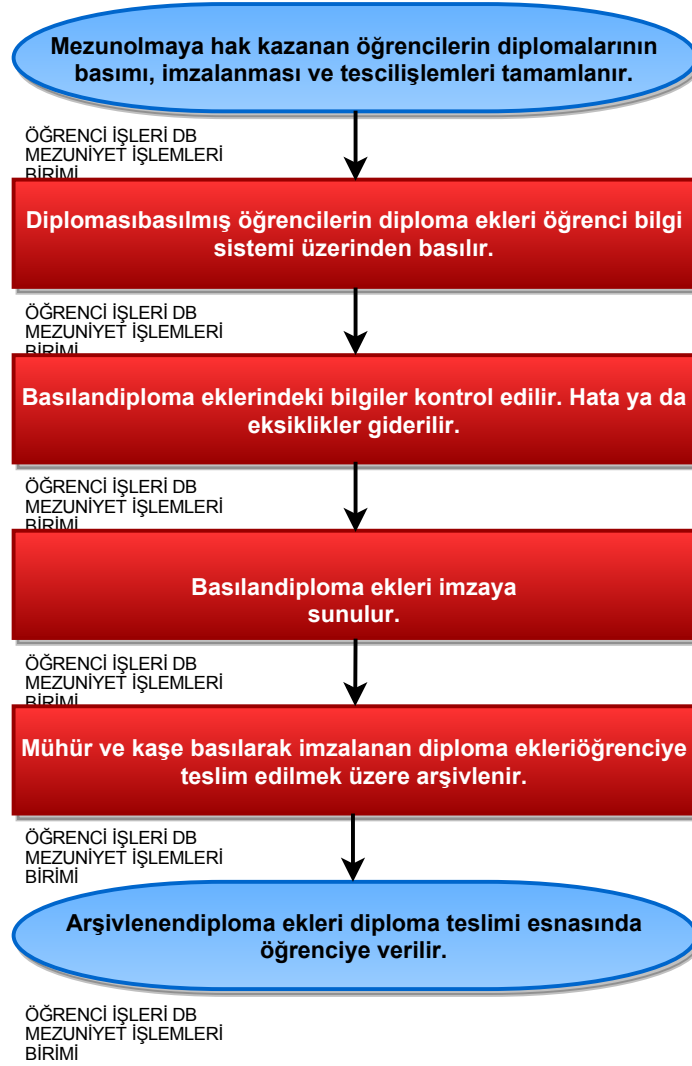 Mezunolmaya hak kazanan öğrencilerin diplomalarının
basımı, imzalanması ve tescilişlemleri tamamlanır.
ÖĞRENCİ İŞLERİ DB
MEZUNİYET İŞLEMLERİ
BİRİMİ
Diplomasıbasılmış öğrencilerin diploma ekleri öğrenci bilgi
sistemi üzerinden basılır.
ÖĞRENCİ İŞLERİ DB
MEZUNİYET İŞLEMLERİ
BİRİMİ
Basılandiploma eklerindeki bilgiler kontrol edilir. Hata ya da
eksiklikler giderilir.
ÖĞRENCİ İŞLERİ DB
MEZUNİYET İŞLEMLERİ
BİRİMİ
Basılandiploma ekleri imzaya
sunulur.
ÖĞRENCİ İŞLERİ DB
MEZUNİYET İŞLEMLERİ
BİRİMİ
Mühür ve kaşe basılarak imzalanan diploma ekleriöğrenciye
teslim edilmek üzere arşivlenir.
ÖĞRENCİ İŞLERİ DB
MEZUNİYET İŞLEMLERİ
BİRİMİ
Arşivlenendiploma ekleri diploma teslimi esnasında
öğrenciye verilir.
ÖĞRENCİ İŞLERİ DB
MEZUNİYET İŞLEMLERİ
BİRİMİ